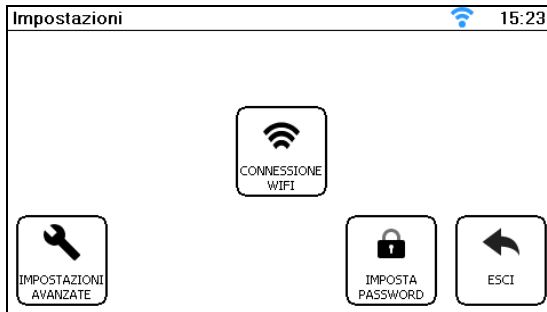 Impostazioni 15:23
CONNESSIONE
WIFI
IMPOSTAZIONI
AVANZATE
IMPOSTA
PASSWORD
ESCI